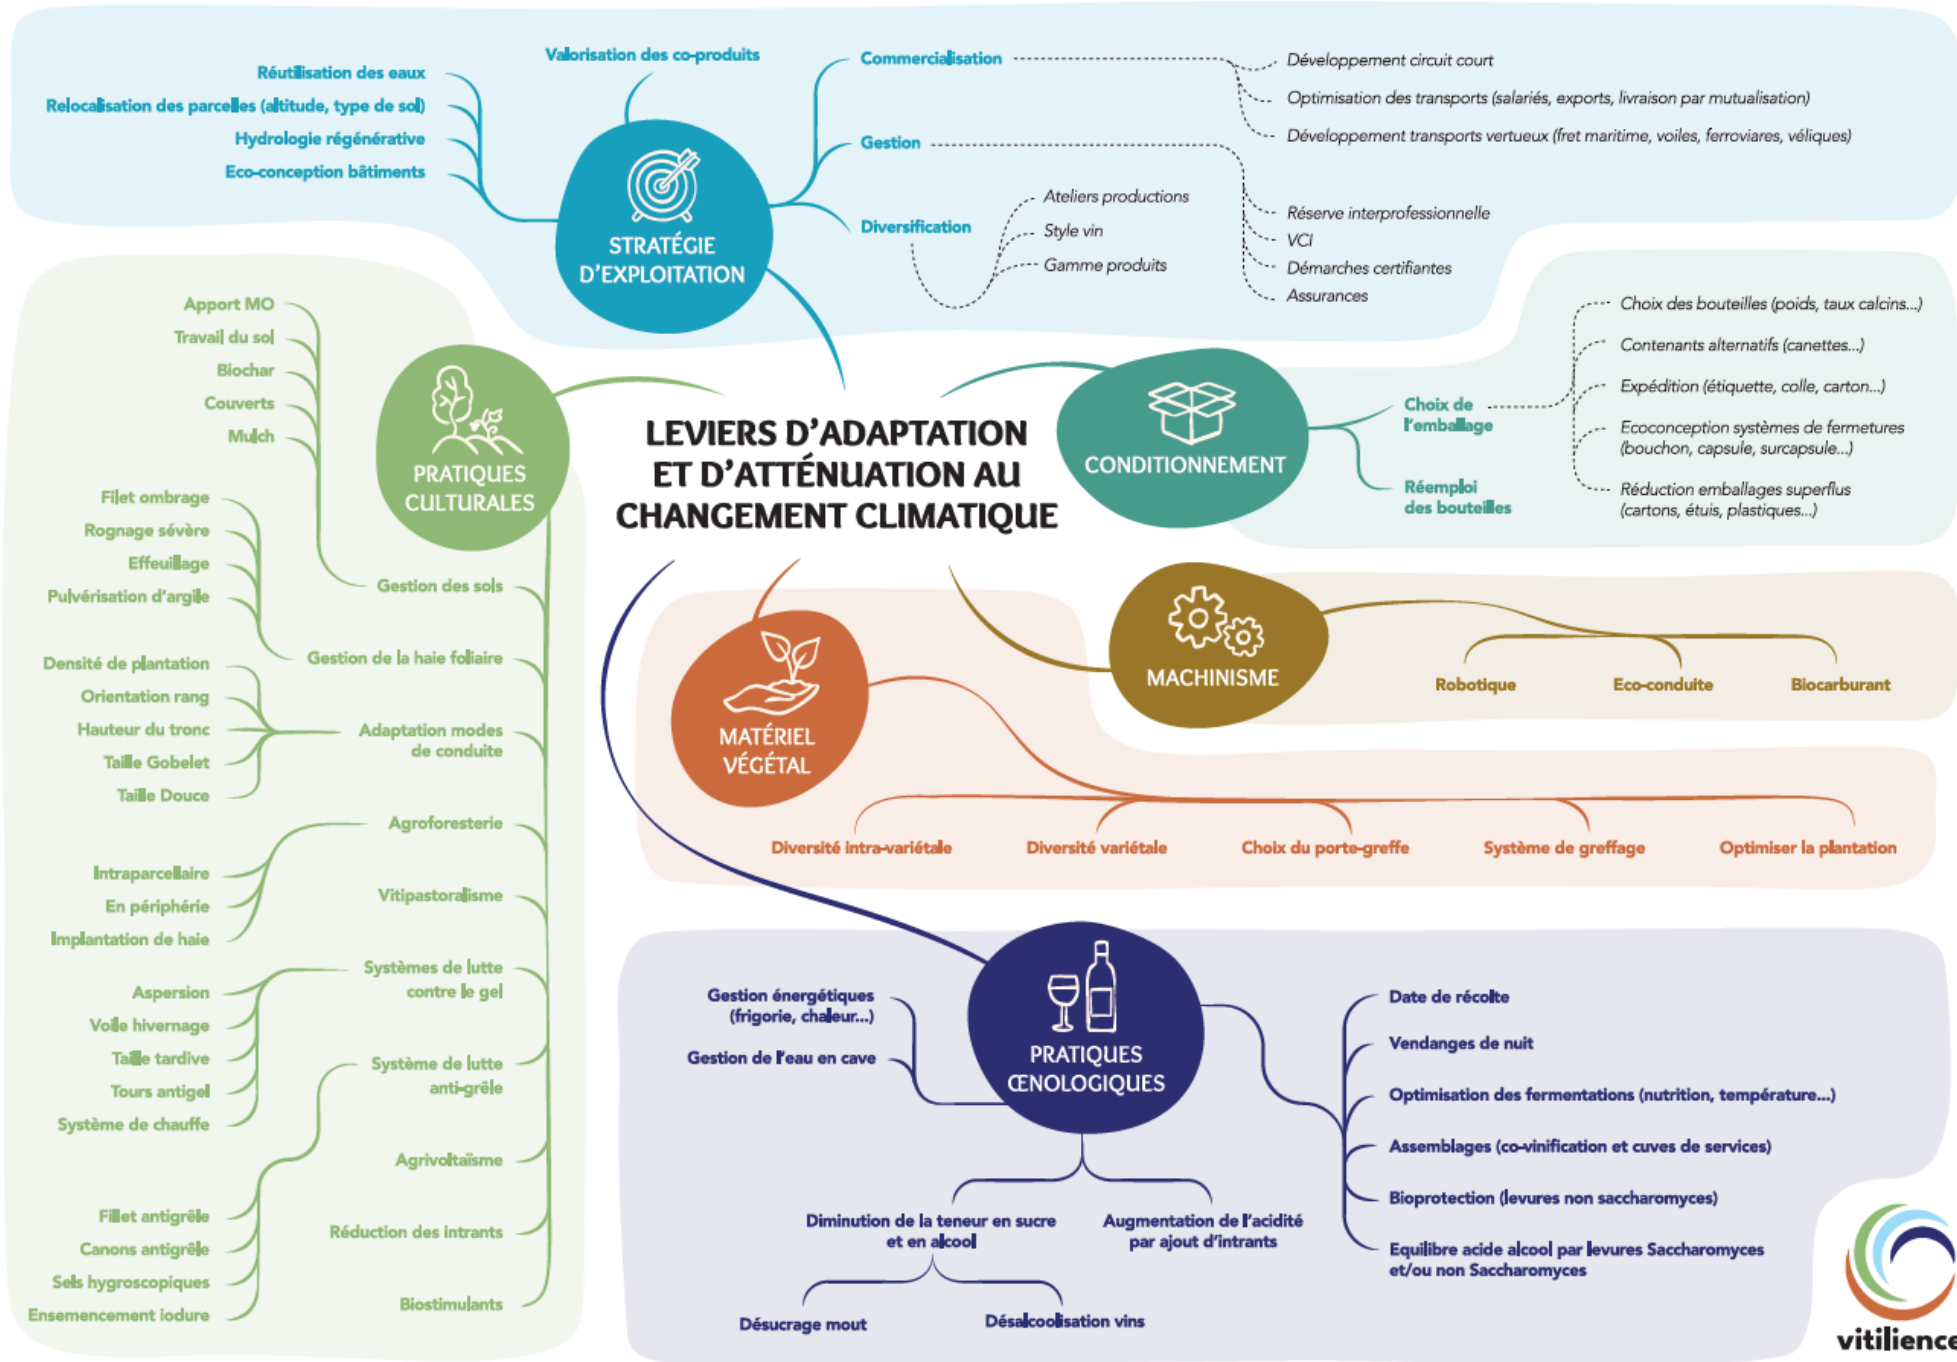 Réutilisation des eaux
Relocalisation des parcelles (altitude, type de sol)
Hydrologie régénérative
Eco-conception bâtiments
Valorisation des co-produits
STRATÉGIE
D'EXPLOITATION
Commercialisation
Développement circuit court
Optimisation des transports (salariés, exports, livraison par mutualisation)
Développement transports vertueux (fret maritime, voiles, ferroviares, véliques)
Gestion
Réserve interprofessionnelle
VCI
Démarches certifiantes
Assurances
Diversification
Ateliers productions
Style vin
Gamme produits
LEVIERS D'ADAPTATION
ET D'ATTÉNUATION AU
CHANGEMENT CLIMATIQUE
PRATIQUES
CULTURALES
Apport MO
Travail du sol
Biochar
Couverts
Mulch
Gestion des sols
Filet ombrage
Rognage sévère
Effeuillage
Pulvérisation d'argile
Gestion de la haie foliaire
Densité de plantation
Orientation rang
Hauteur du tronc
Taille Gobelet
Taille Douce
Adaptation modes
de conduite
Agroforesterie
Intraparcellaire
En périphérie
Implantation de haie
Vitipastoralisme
Systèmes de lutte
contre le gel
Aspersion
Voile hivernage
Taille tardive
Tours antigel
Système de chauffe
Système de lutte
anti-grêle
Fillet antigrêle
Canons antigrêle
Sels hygroscopiques
Ensemencement iodure
Agrivoltaïsme
Réduction des intrants
Biostimulants
CONDITIONNEMENT
Choix de
l'emballage
Choix des bouteilles (poids, taux calcins...)
Contenants alternatifs (canettes...)
Expédition (étiquette, colle, carton...)
Ecoconception systèmes de fermetures
(bouchon, capsule, surcapsule...)
Réduction emballages superflus
(cartons, étuis, plastiques...)
Réemploi
des bouteilles
MACHINISME
Robotique
Eco-conduite
Biocarburant
MATÉRIEL
VÉGÉTAL
Diversité intra-variétale
Diversité variétale
Choix du porte-greffe
Système de greffage
Optimiser la plantation
PRATIQUES
ŒNOLOGIQUES
Gestion énergétiques
(frigorie, chaleur...)
Gestion de l'eau en cave
Date de récolte
Vendanges de nuit
Optimisation des fermentations (nutrition, température...)
Assemblages (co-vinification et cuves de services)
Bioprotection (levures non saccharomyces)
Equilibre acide alcool par levures Saccharomyces
et/ou non Saccharomyces
Diminution de la teneur en sucre
et en alcool
Augmentation de l'acidité
par ajout d'intrants
Désucrage mout
Désalcoolisation vins
vitilience